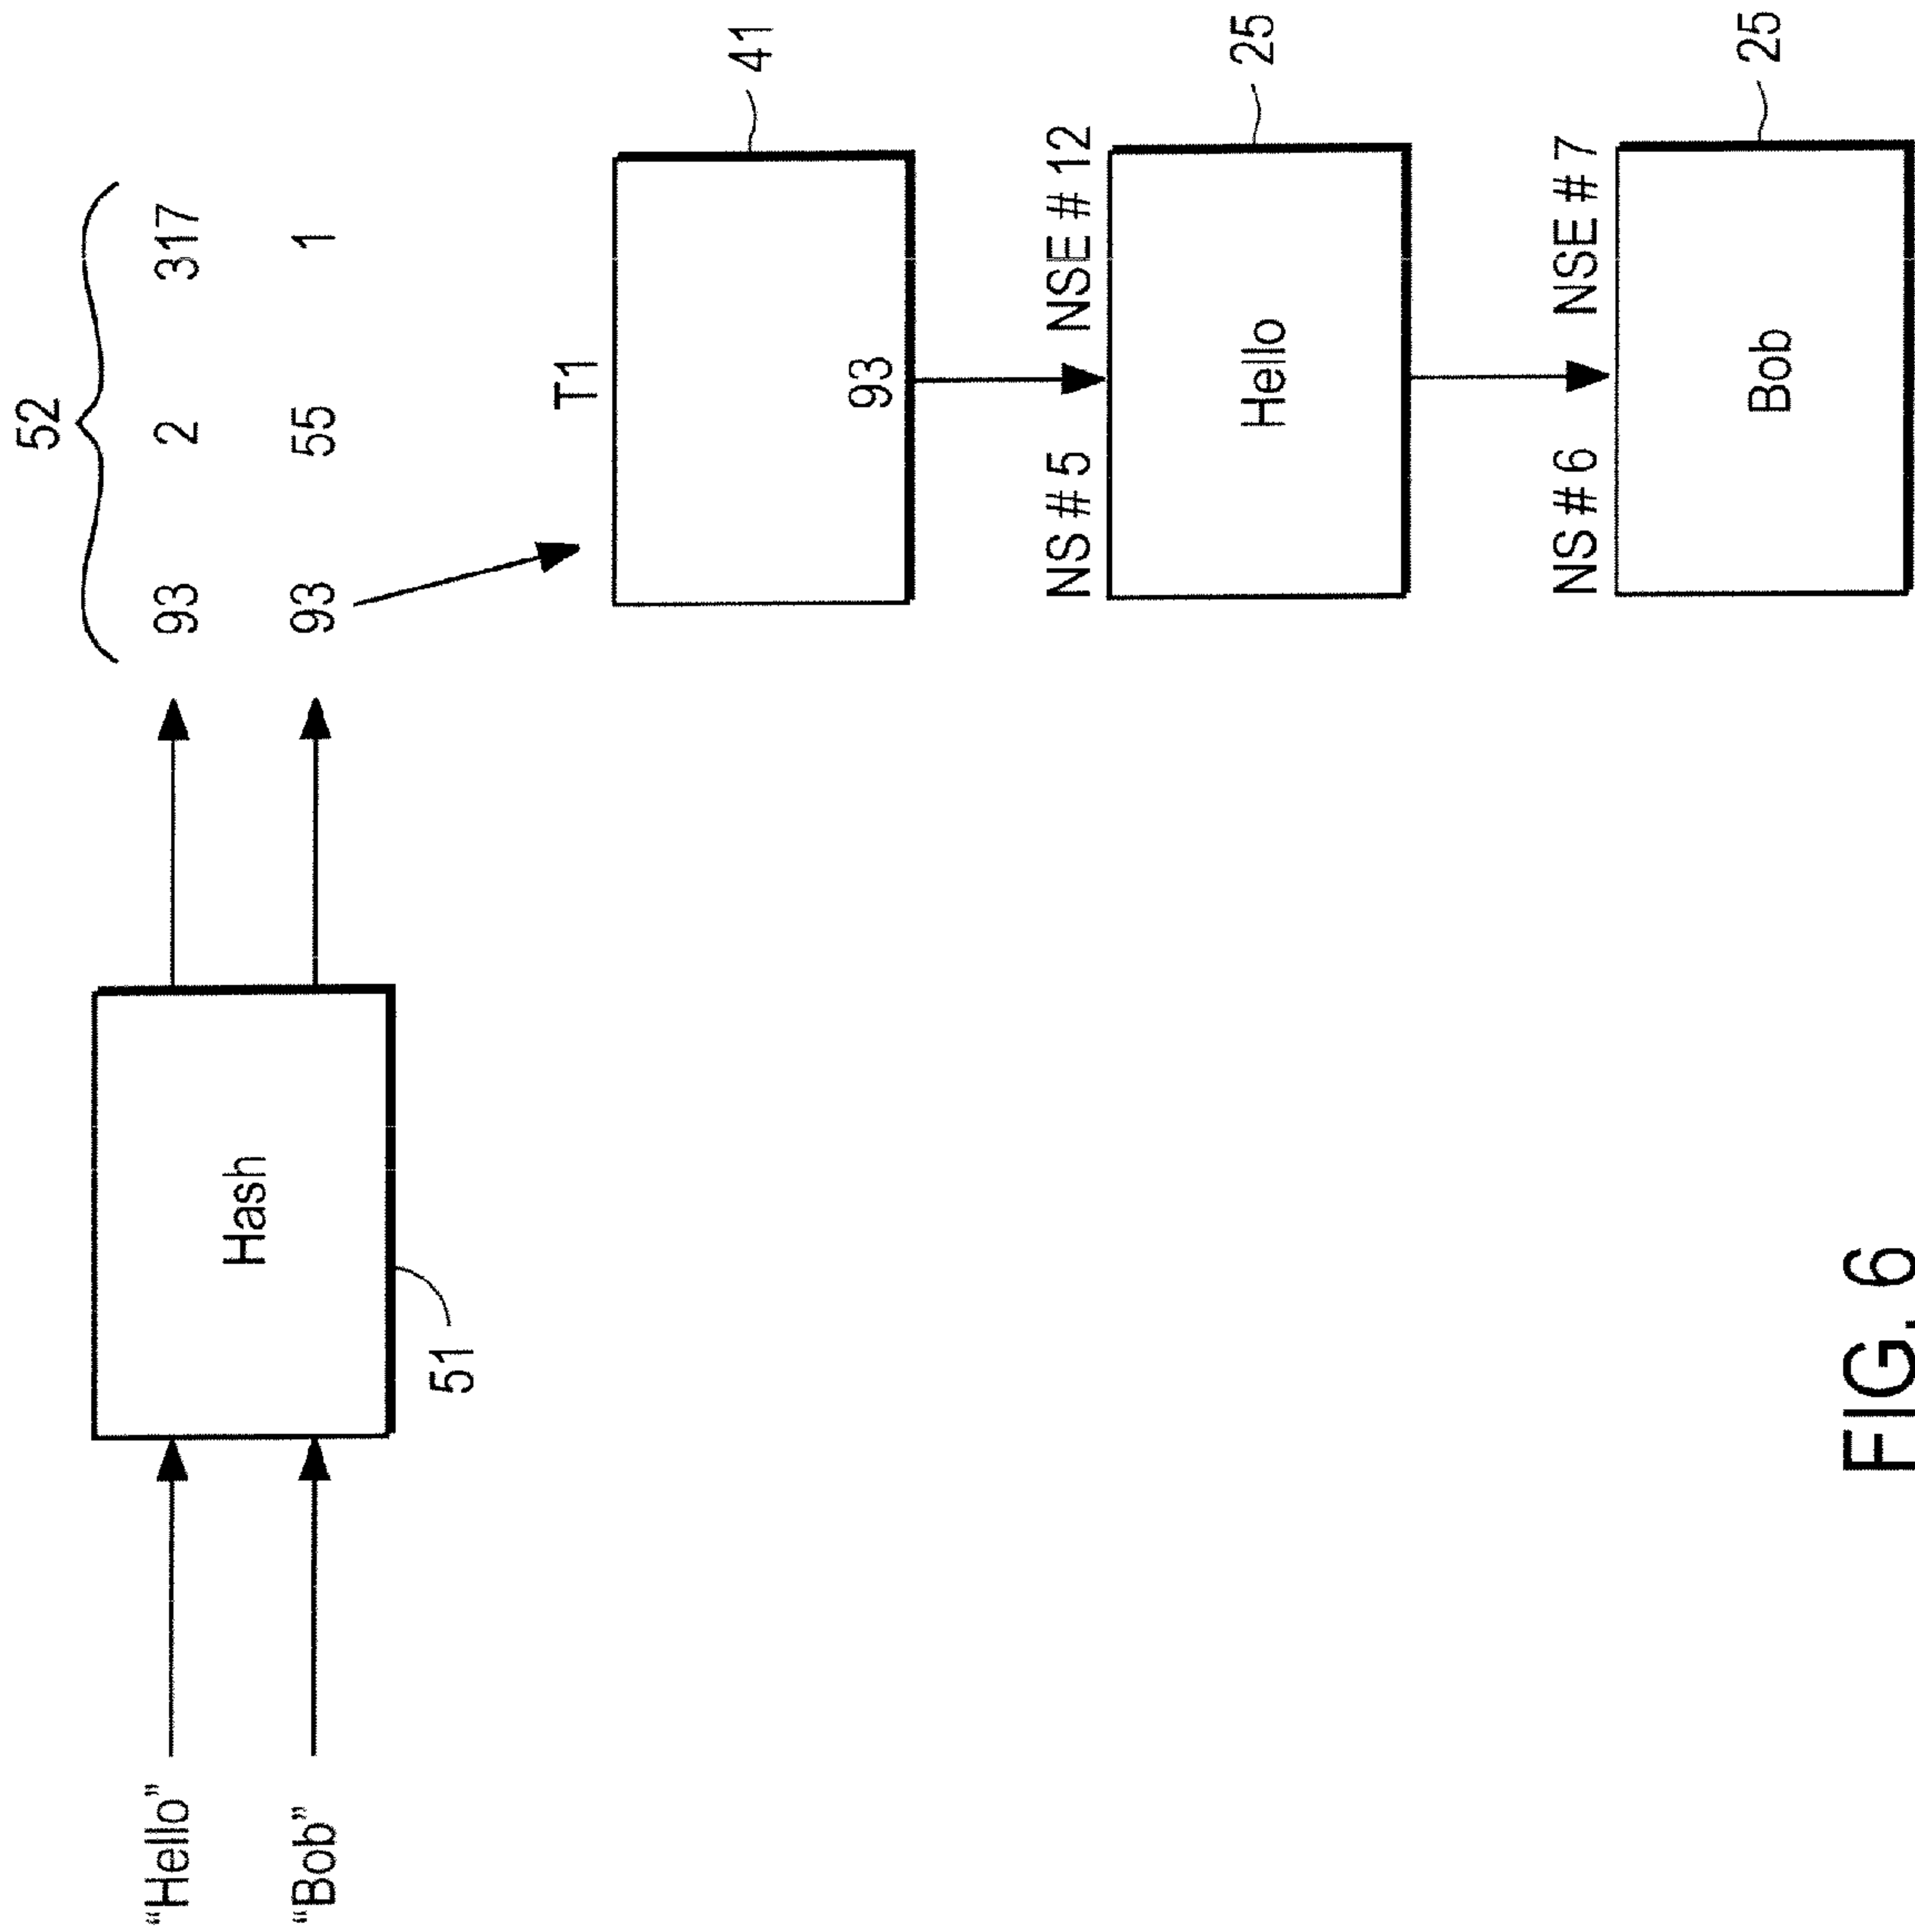 52
"Hello"
93 2 317
Hash
"Bob"
93 55 1
51
T1
93
41
NS # 5 NSE # 12
Hello
25
NS # 6 NSE # 7
Bob
25
FIG. 6